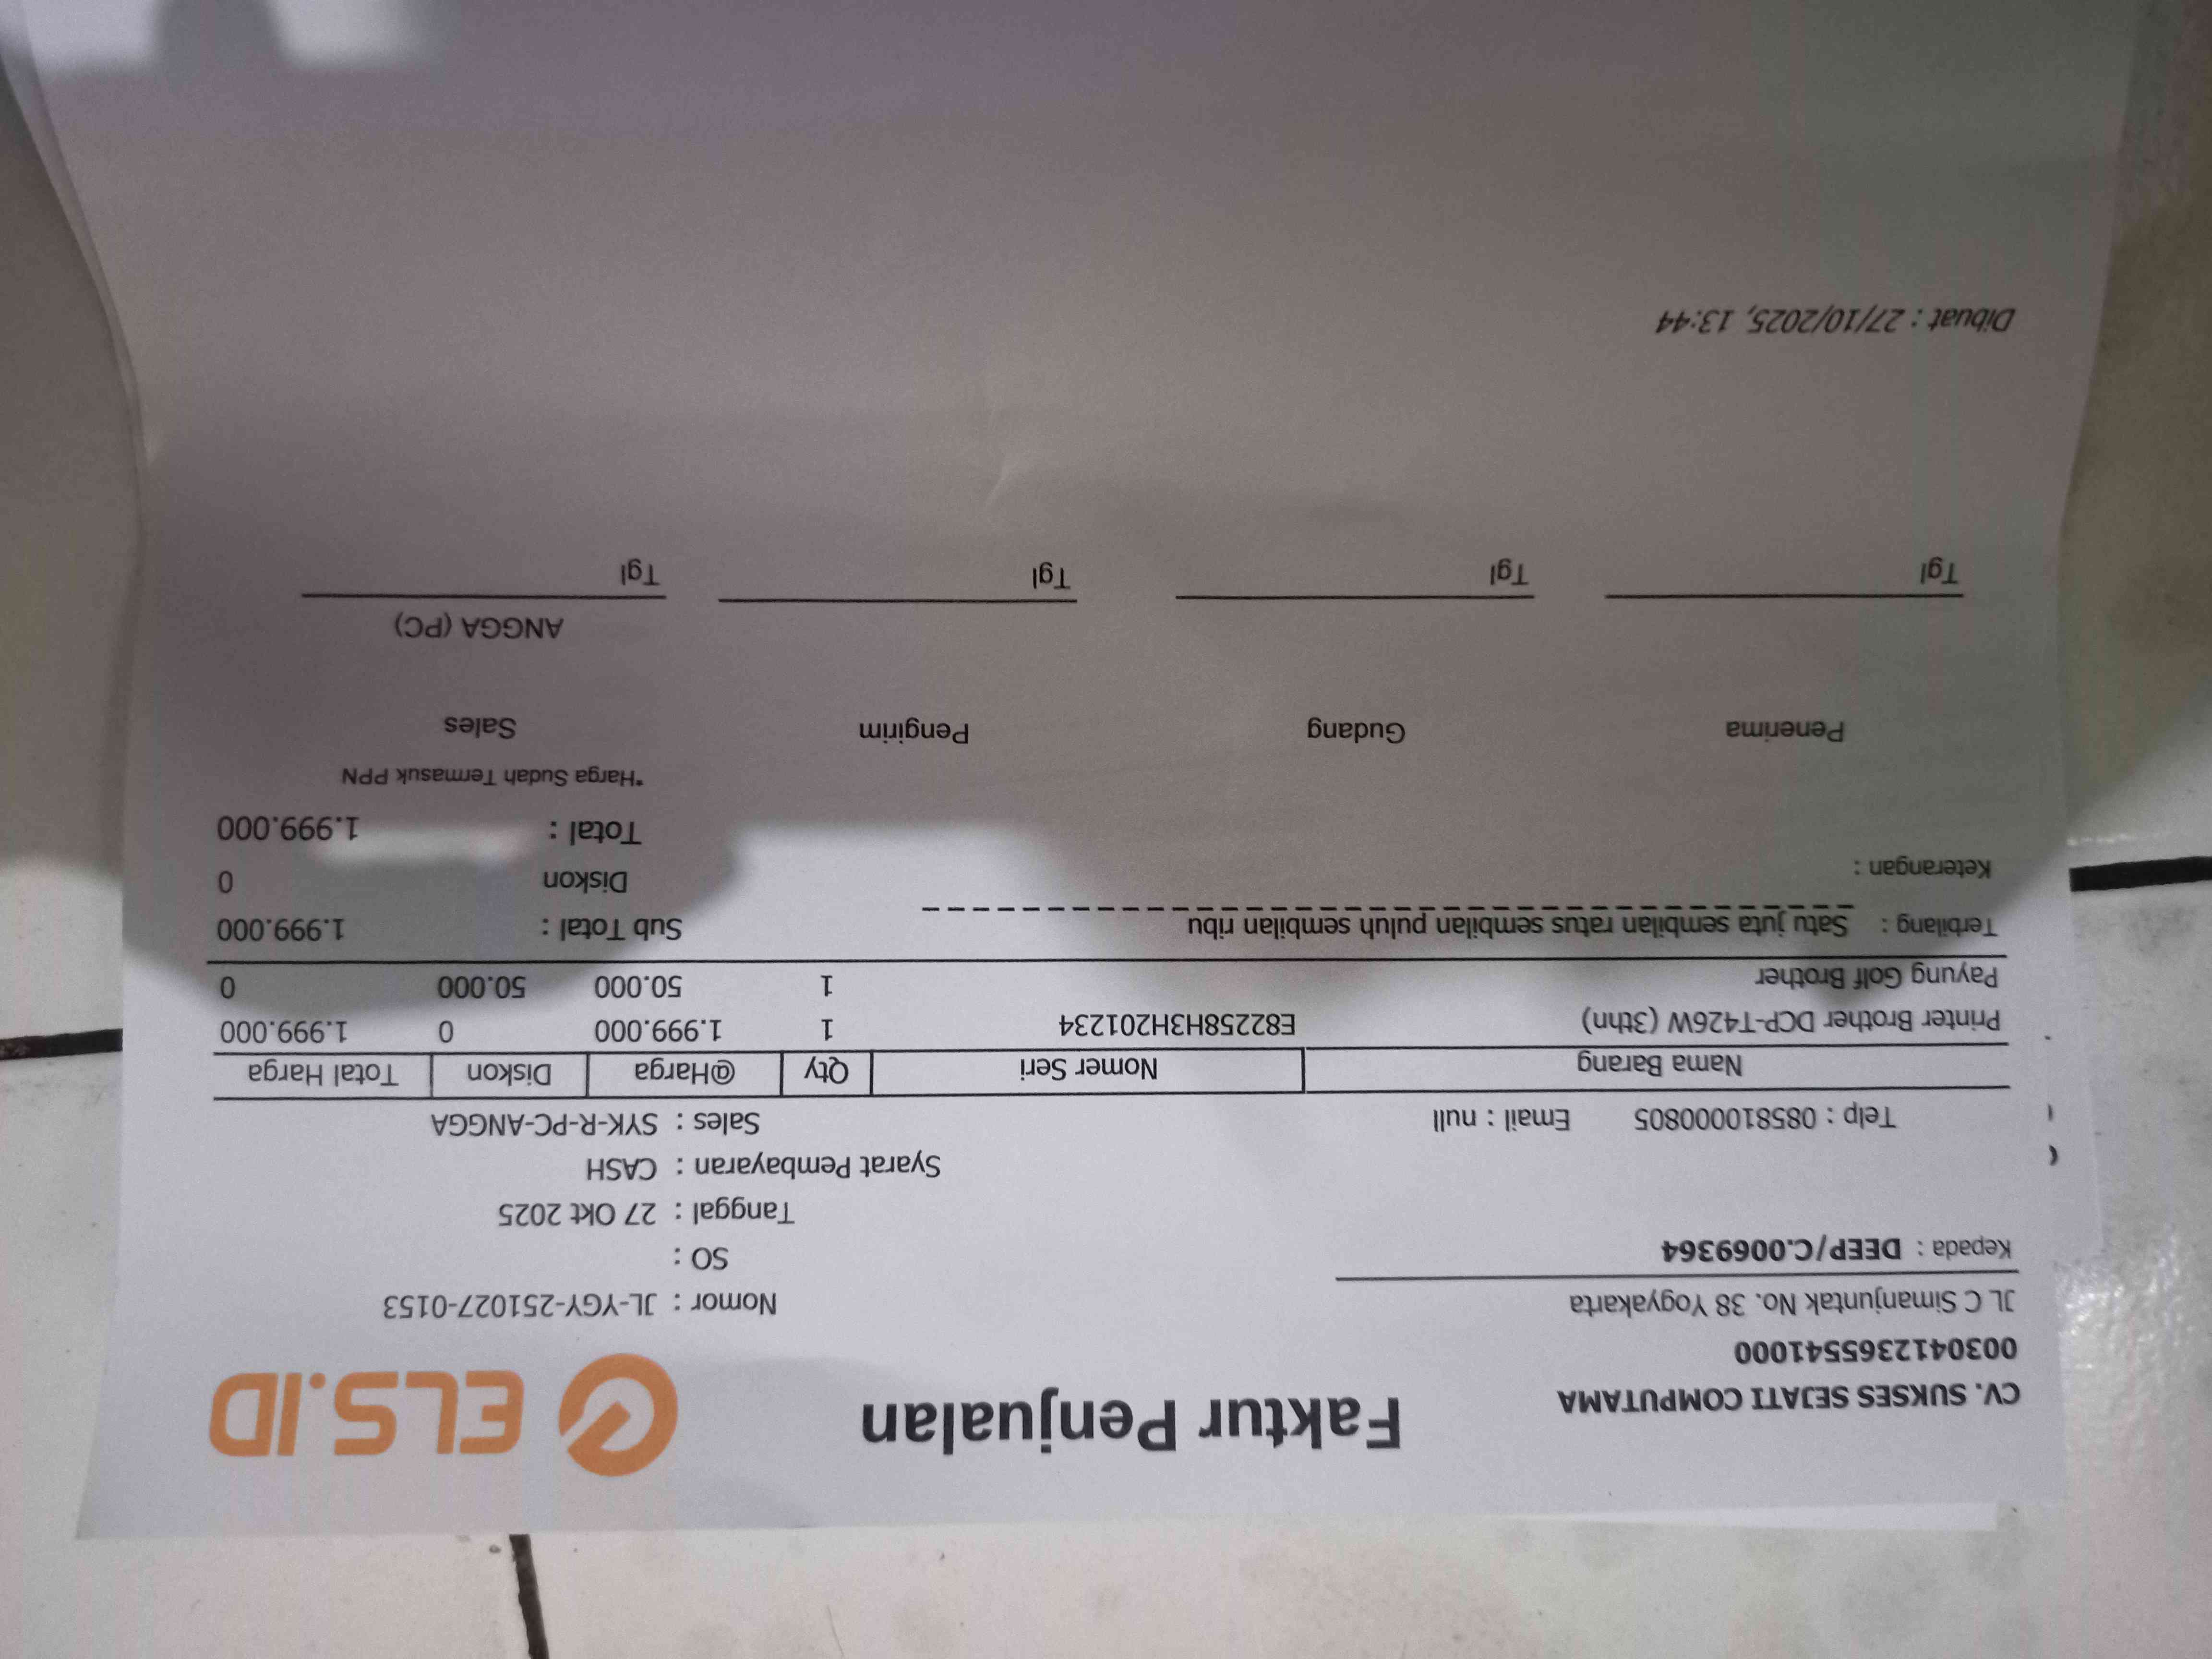 CV. SUKSES SEJATI COMPUTAMA
0030412365541000
JL C Simanjuntak No. 38 Yogyakarta
Faktur Penjualan
ELS.ID
Kepada : DEEP/C.0069364
Telp : 085810000805 Email : null
Nomor : JL-YGY-251027-0153
SO :
Tanggal : 27 Okt 2025
Syarat Pembayaran : CASH
Sales : SYK-R-PC-ANGGA
Nama Barang Nomer Seri Qty @Harga Diskon Total Harga
Printer Brother DCP-T426W (3thn) E82258H3H201234 1 1.999.000 0 1.999.000
Payung Golf Brother 1 50.000 50.000 0
Terbilang : Satu juta sembilan ratus sembilan puluh sembilan ribu
Keterangan :
Sub Total : 1.999.000
Diskon 0
Total : 1.999.000
*Harga Sudah Termasuk PPN
Penerima Gudang Pengirim Sales
ANGGA (PC)
Tgl Tgl Tgl Tgl
Dibuat : 27/10/2025, 13:44